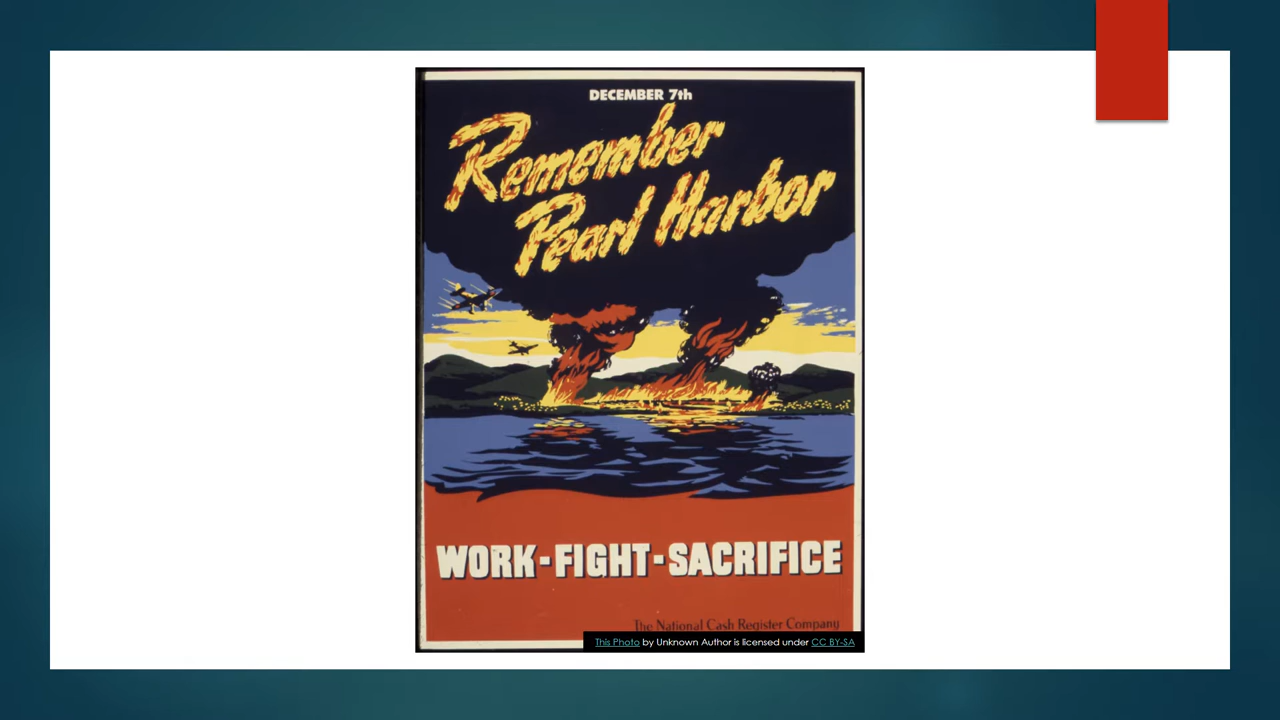 DECEMBER 7th
Remember
Pearl Harbor
WORK-FIGHT-SACRIFICE
The National Cash Register Company
This Photo by Unknown Author is licensed under CC BY-SA